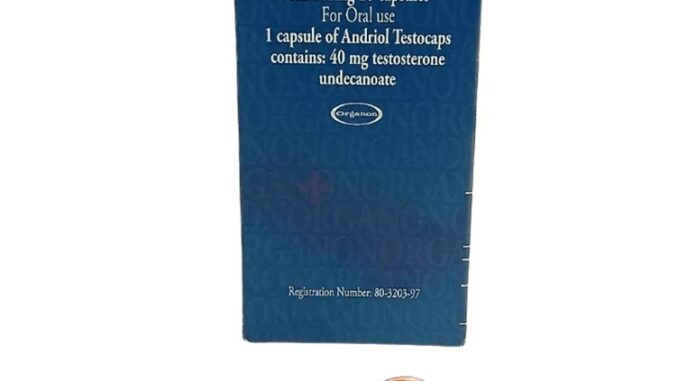 For Oral use
1 capsule of Andriol Testocaps
contains: 40 mg testosterone
undecanoate
Organon
Registration Number: 80-3203-97